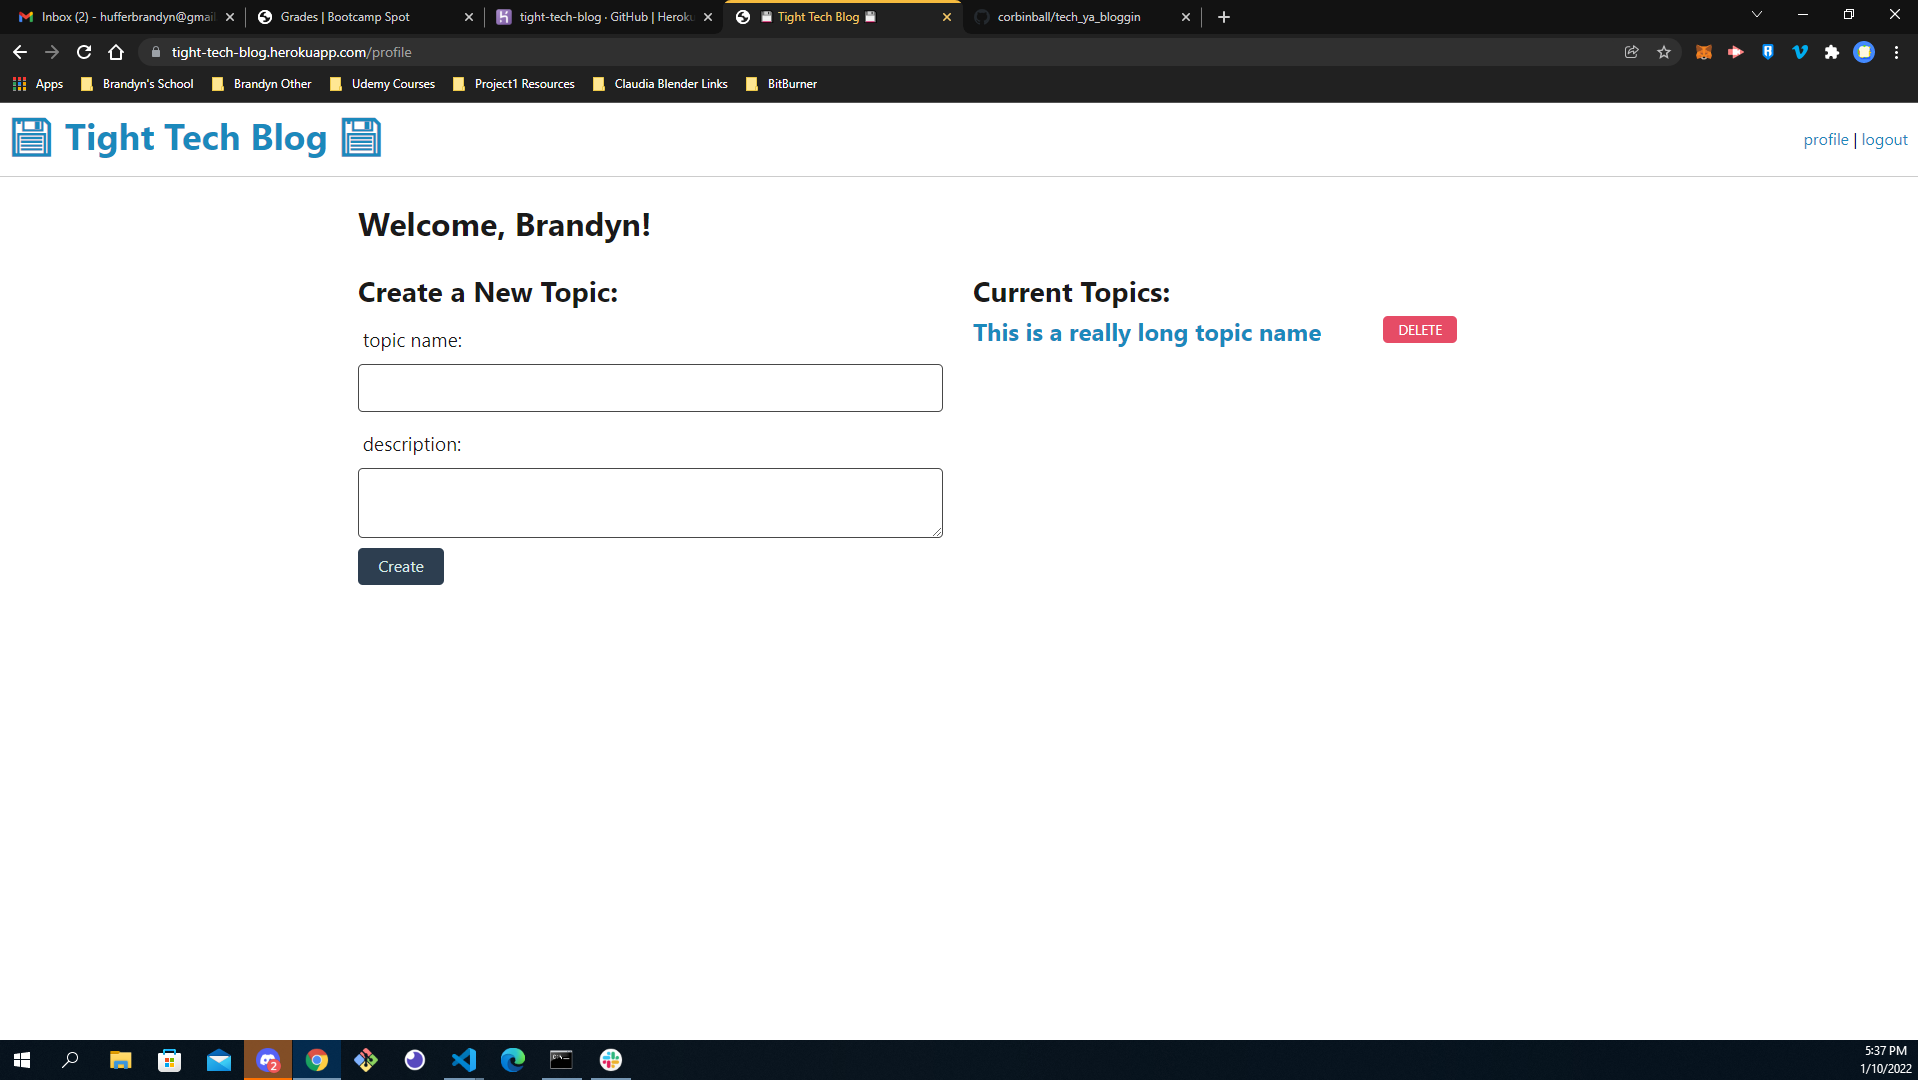 Inbox (2) - hufferbrandyn@gmai
Grades | Bootcamp Spot
tight-tech-blog · GitHub | Heroku
Tight Tech Blog
corbinball/tech_ya_bloggin
tight-tech-blog.herokuapp.com/profile
Apps
Brandyn's School
Brandyn Other
Udemy Courses
Project1 Resources
Claudia Blender Links
BitBurner
Tight Tech Blog
profile | logout
Welcome, Brandyn!
Create a New Topic:
topic name:
description:
Create
Current Topics:
This is a really long topic name
DELETE
2
5:37 PM
1/10/2022